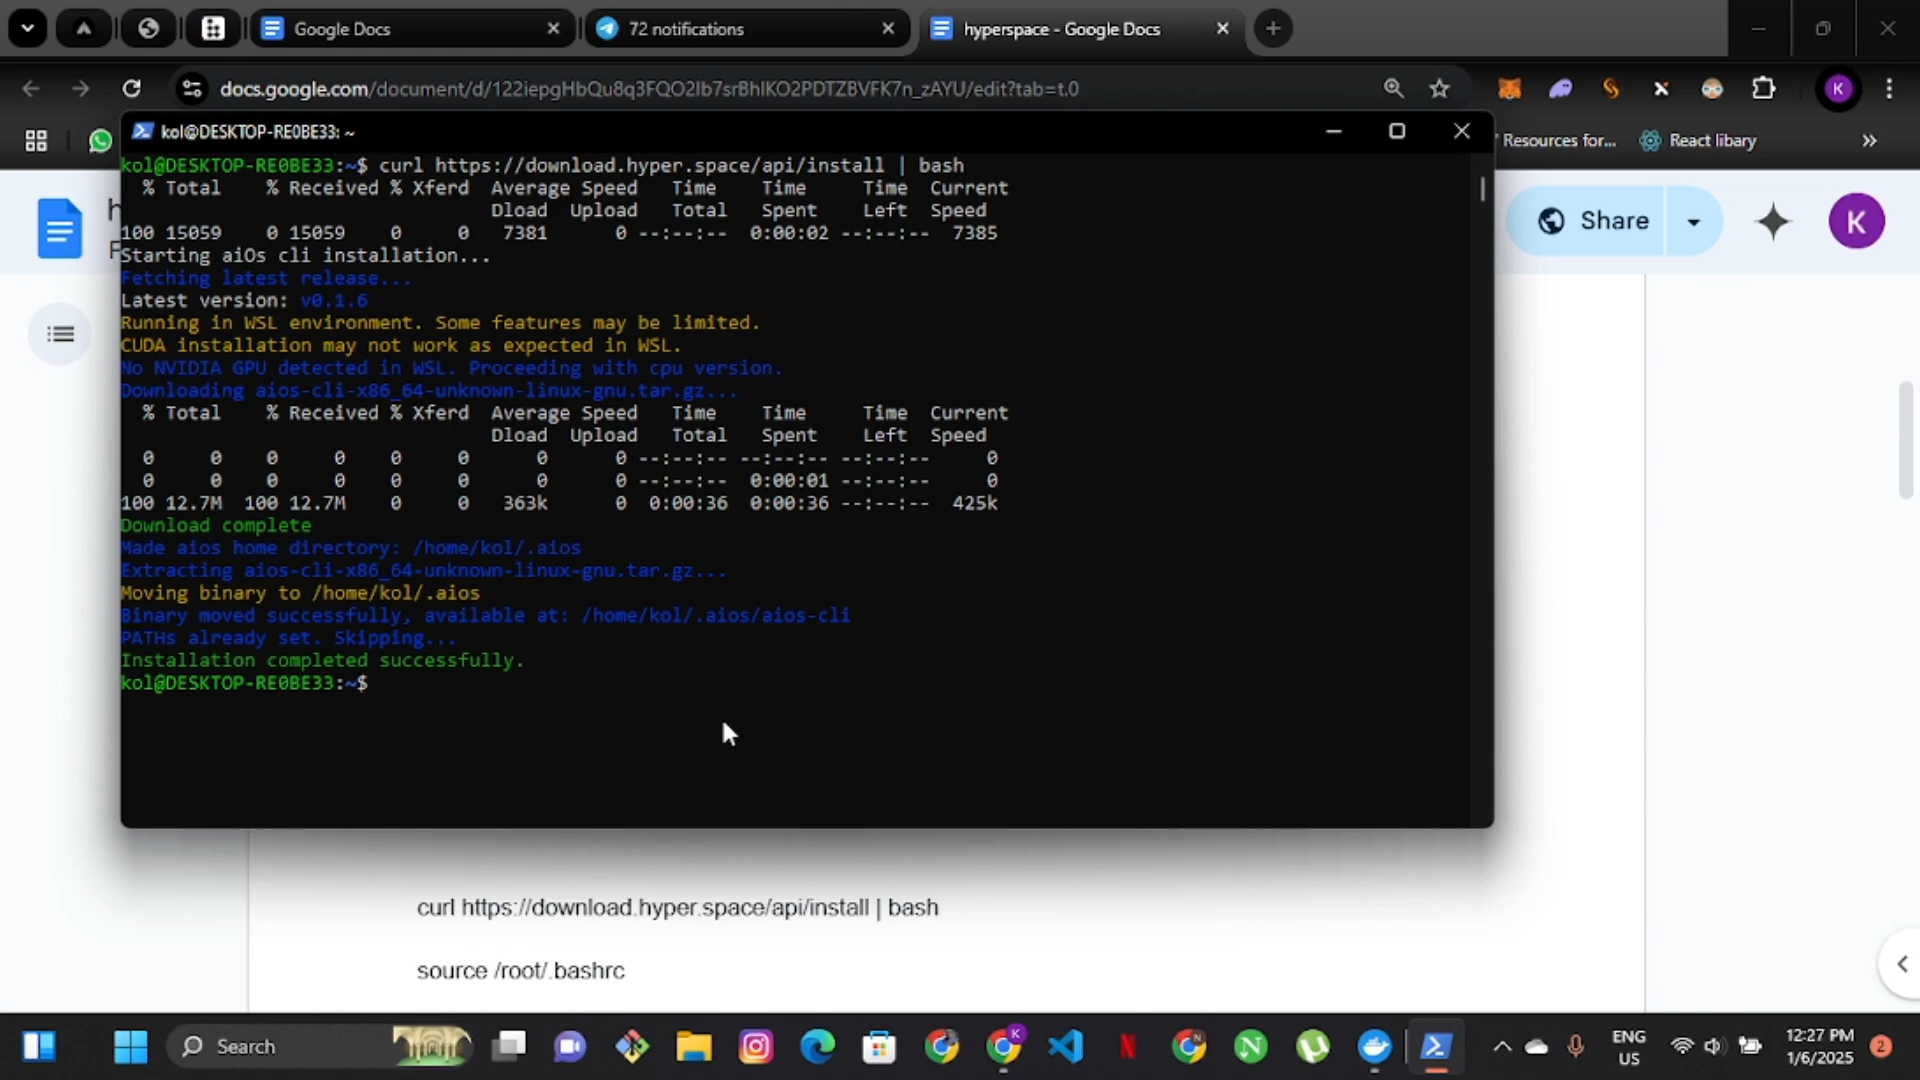 Google Docs
72 notifications
hyperspace - Google Docs
docs.google.com/document/d/122iepgHbQu8q3FQO2Ib7srBhlKO2PDTZBVFK7n_zAYU/edit?tab=t.0
K
kol@DESKTOP-RE0BE33: ~
Resources for...
React libary
Share
K
kol@DESKTOP-RE0BE33:~$ curl https://download.hyper.space/api/install | bash
% Total % Received % Xferd Average Speed Time Time Time Current
Dload Upload Total Spent Left Speed
100 15059 0 15059 0 0 7381 0 --:--:-- 0:00:02 --:--:-- 7385
Starting aiOs cli installation...
Fetching latest release...
Latest version: v0.1.6
Running in WSL environment. Some features may be limited.
CUDA installation may not work as expected in WSL.
No NVIDIA GPU detected in WSL. Proceeding with cpu version.
Downloading aios-cli-x86_64-unknown-linux-gnu.tar.gz...
% Total % Received % Xferd Average Speed Time Time Time Current
Dload Upload Total Spent Left Speed
0 0 0 0 0 0 0 0 --:--:-- --:--:-- --:--:-- 0
0 0 0 0 0 0 0 0 --:--:-- 0:00:01 --:--:-- 0
100 12.7M 100 12.7M 0 0 363k 0 0:00:36 0:00:36 --:--:-- 425k
Download complete
Made aios home directory: /home/kol/.aios
Extracting aios-cli-x86_64-unknown-linux-gnu.tar.gz...
Moving binary to /home/kol/.aios
Binary moved successfully, available at: /home/kol/.aios/aios-cli
PATHs already set. Skipping...
Installation completed successfully.
kol@DESKTOP-RE0BE33:~$
curl https://download.hyper.space/api/install | bash
source /root/.bashrc
Search
K
N
ENG
US
12:27 PM
1/6/2025
2